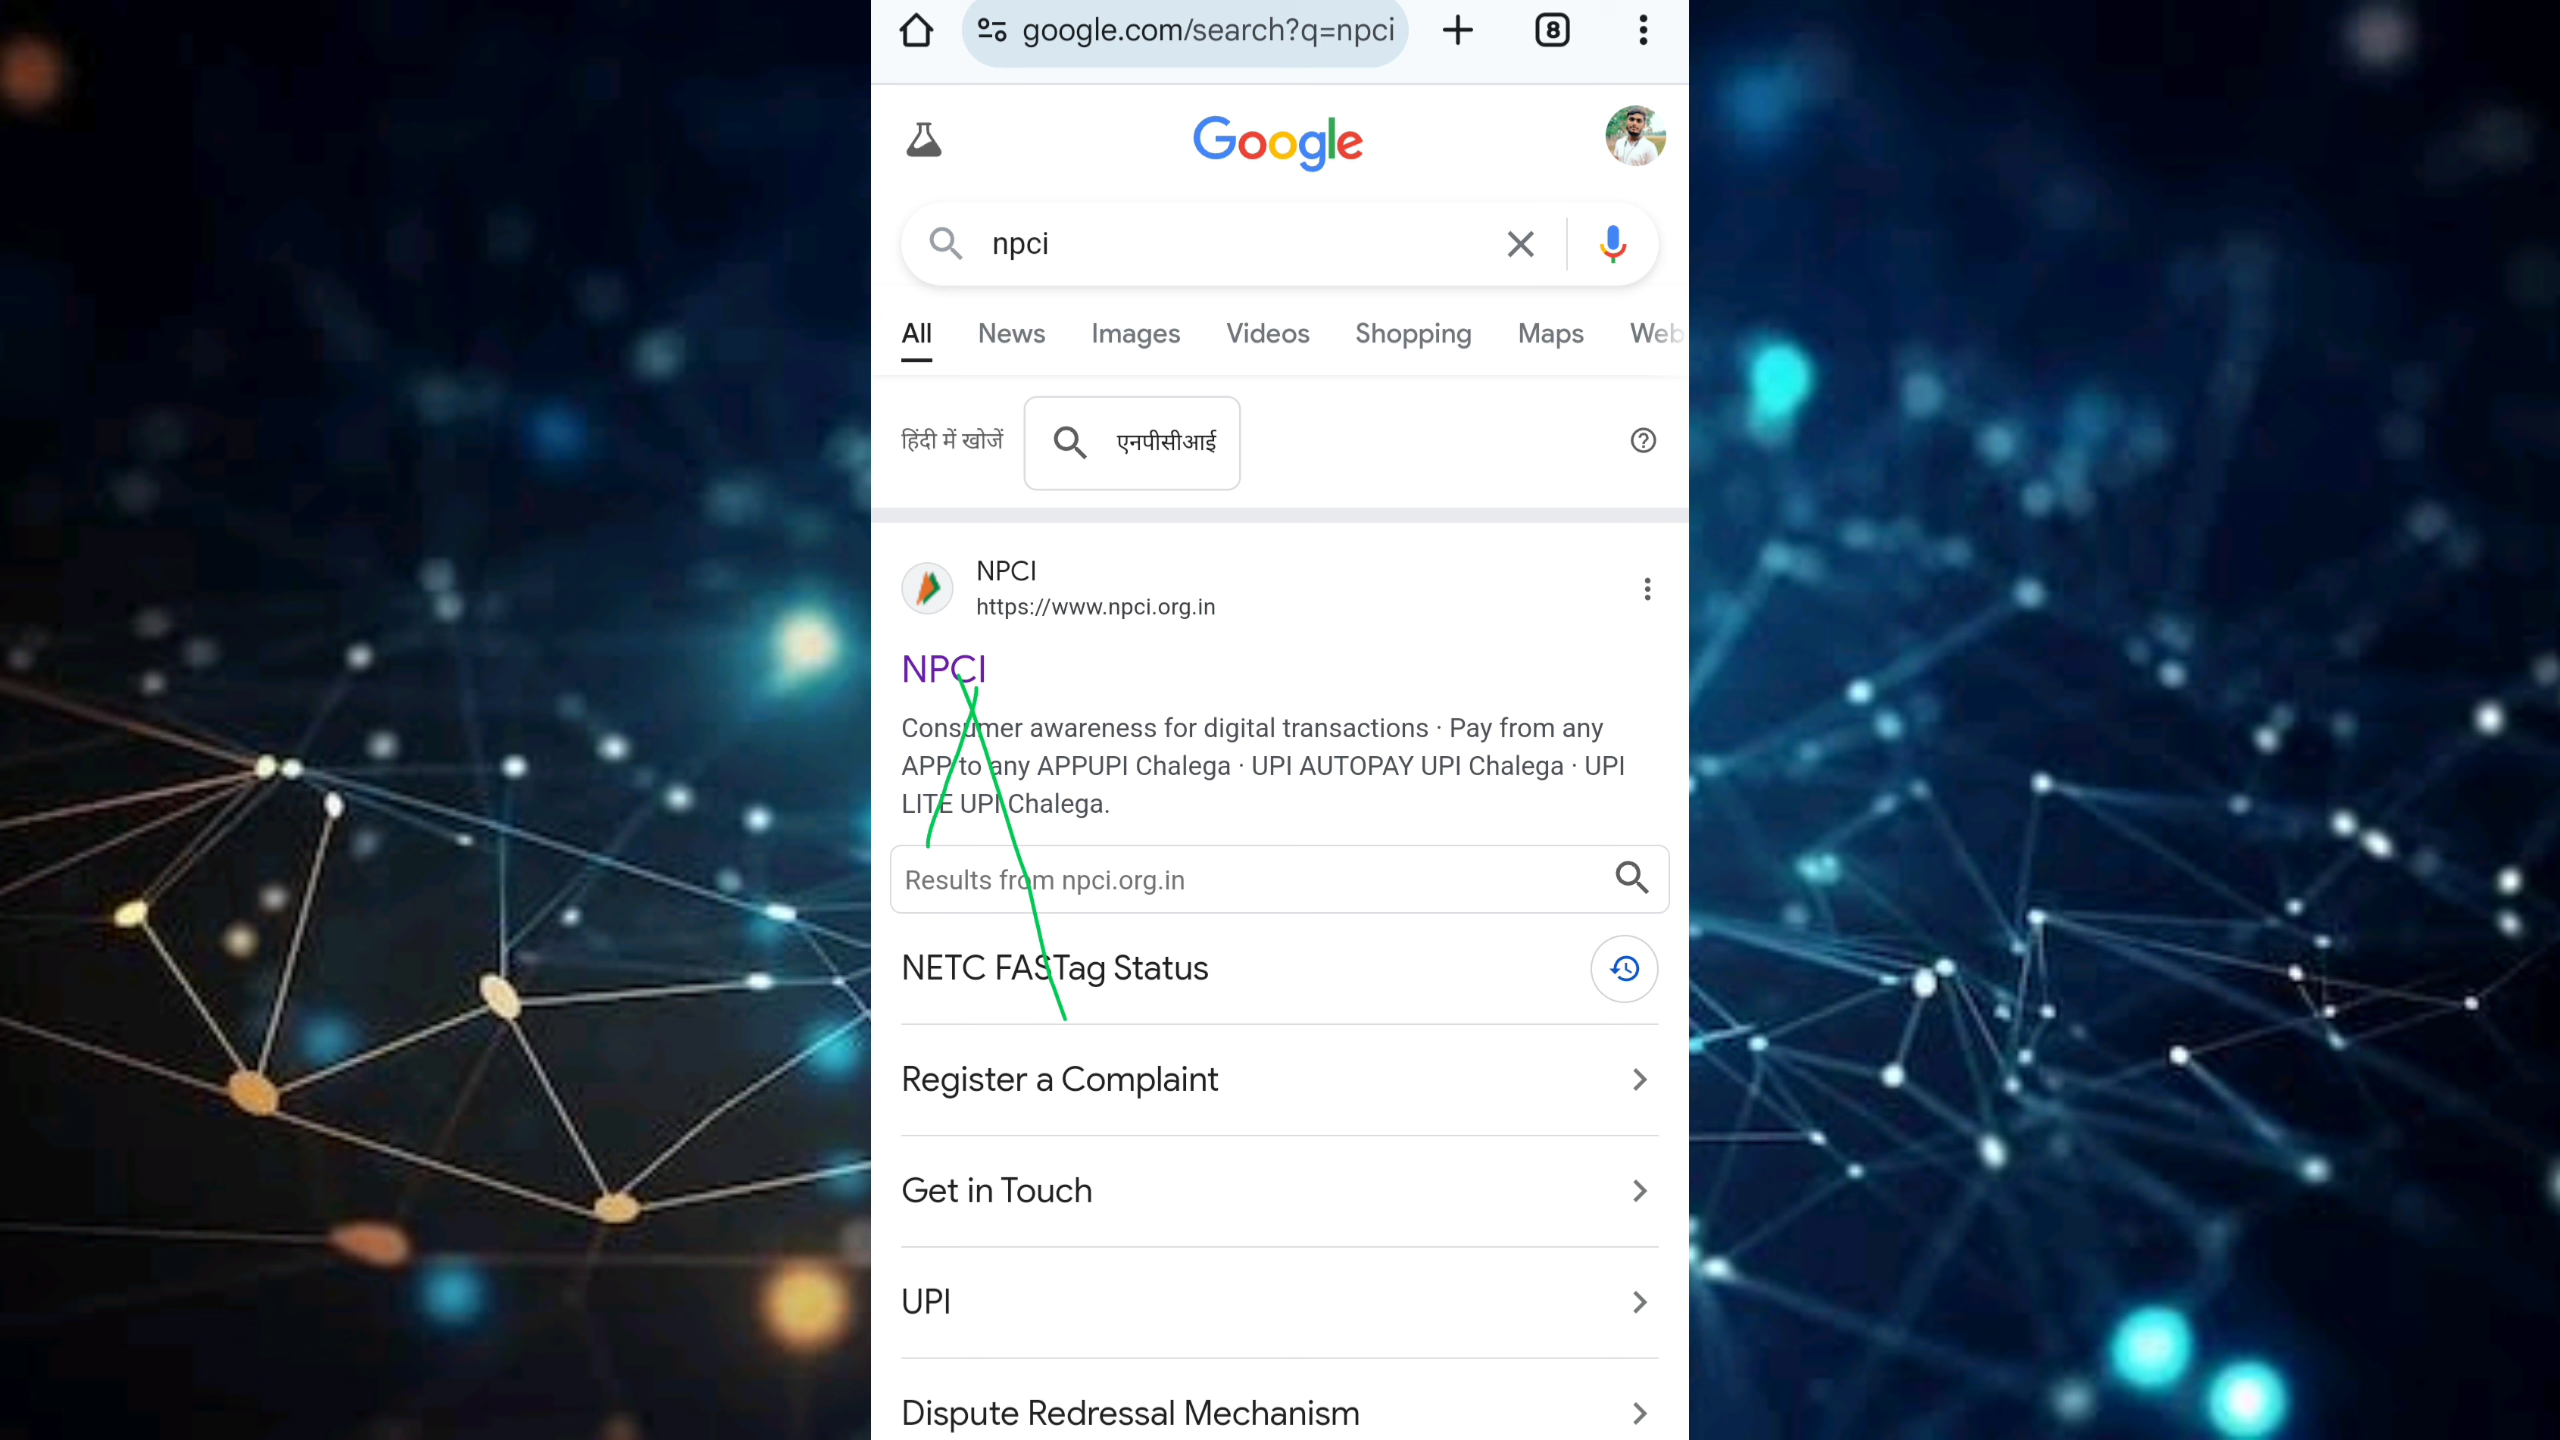 google.com/search?q=npci
8
Google
npci
All News Images Videos Shopping Maps Web
हिंदी में खोजें एनपीसीआई
NPCI
https://www.npci.org.in
NPCI
Consumer awareness for digital transactions · Pay from any
APP to any APPUPI Chalega · UPI AUTOPAY UPI Chalega · UPI
LITE UPI Chalega.
Results from npci.org.in
NETC FASTag Status
Register a Complaint
Get in Touch
UPI
Dispute Redressal Mechanism